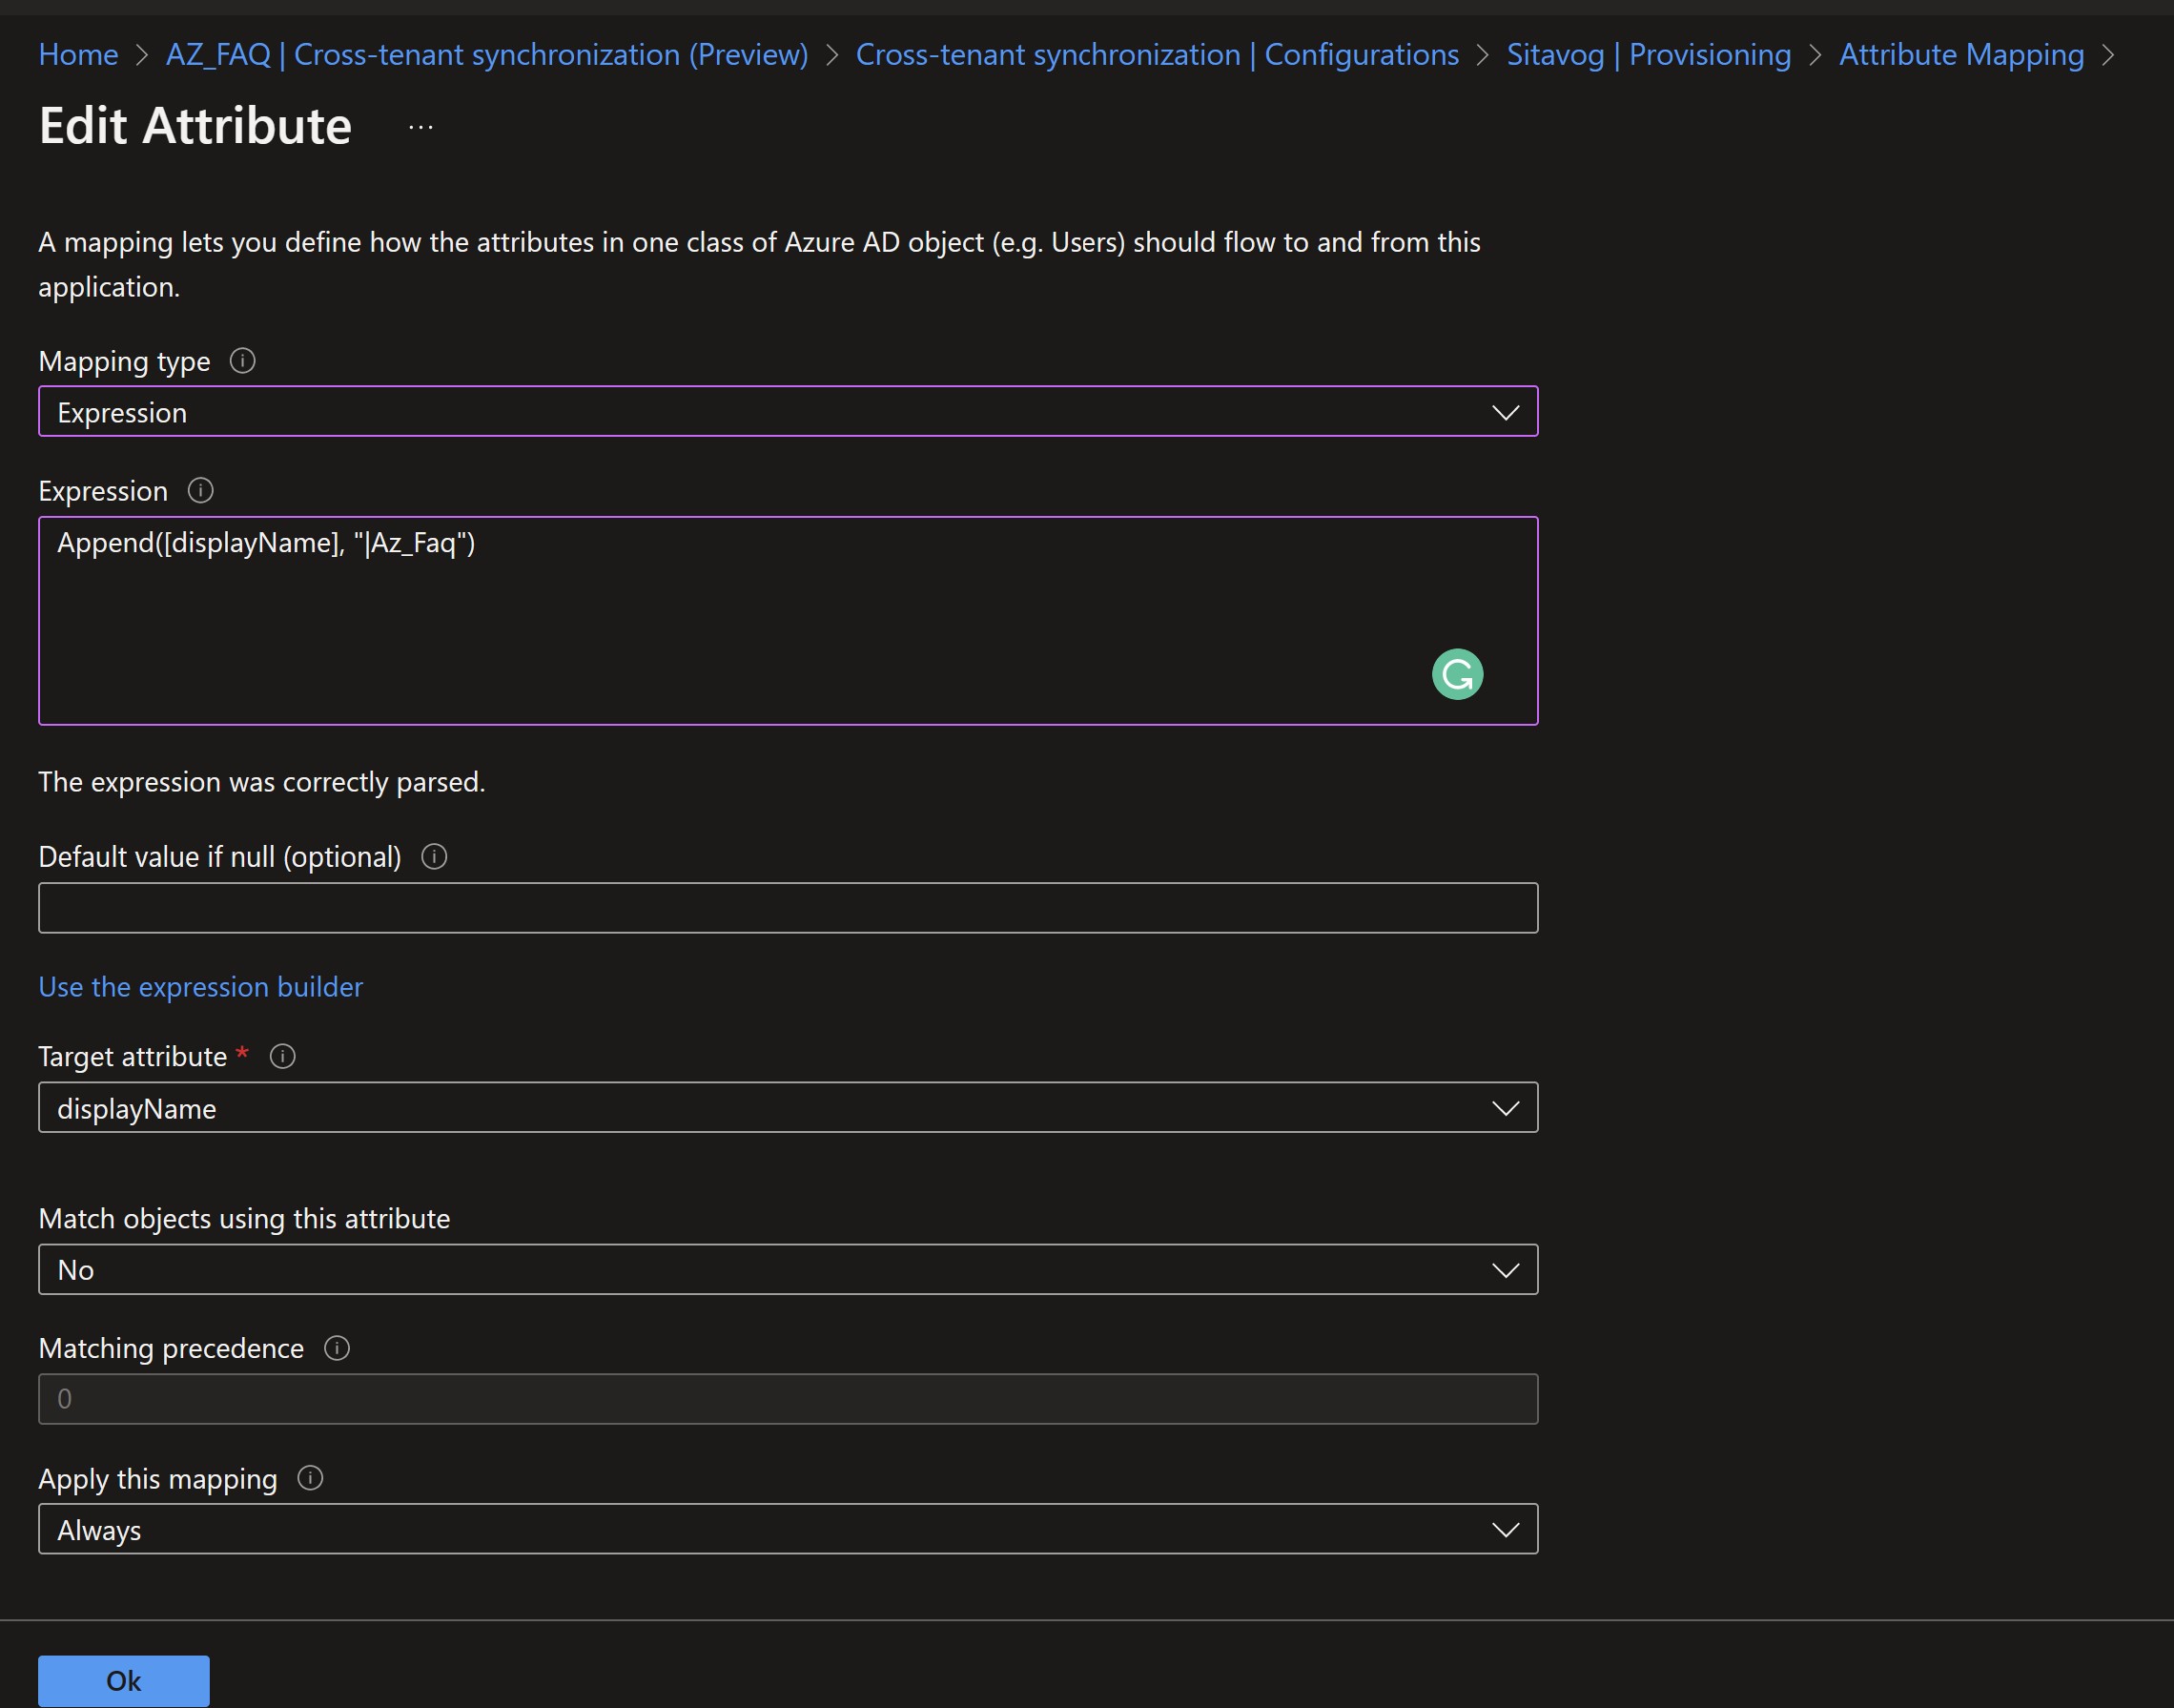 Home > AZ_FAQ | Cross-tenant synchronization (Preview) > Cross-tenant synchronization | Configurations > Sitavog | Provisioning > Attribute Mapping >
Edit Attribute ...
A mapping lets you define how the attributes in one class of Azure AD object (e.g. Users) should flow to and from this
application.
Mapping type
Expression
Expression
Append([displayName], "|Az_Faq")
The expression was correctly parsed.
Default value if null (optional)
Use the expression builder
Target attribute *
displayName
Match objects using this attribute
No
Matching precedence
0
Apply this mapping
Always
Ok